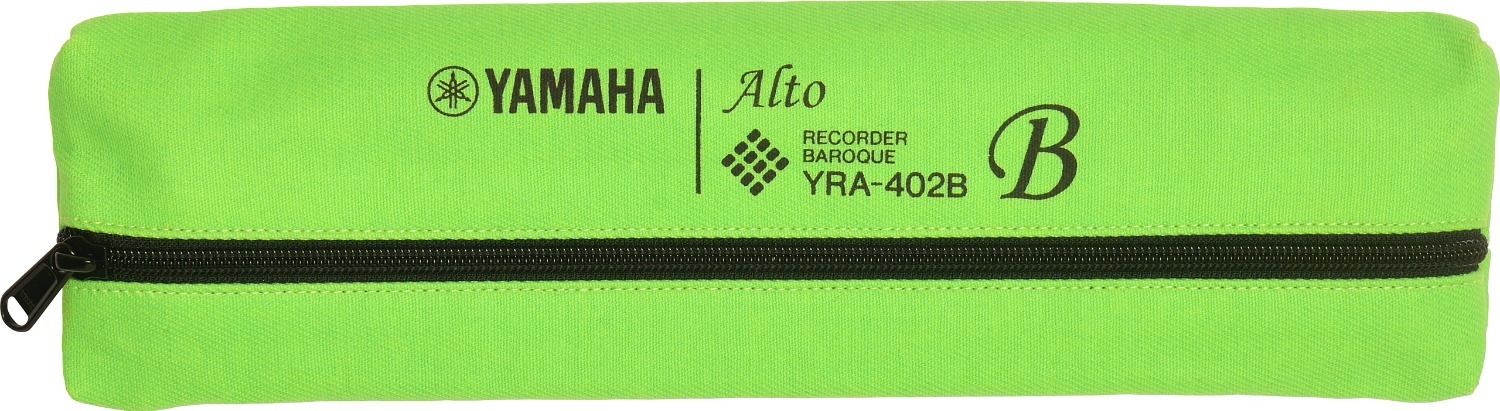 YAMAHA
Alto
RECORDER
BAROQUE
YRA-402B
B